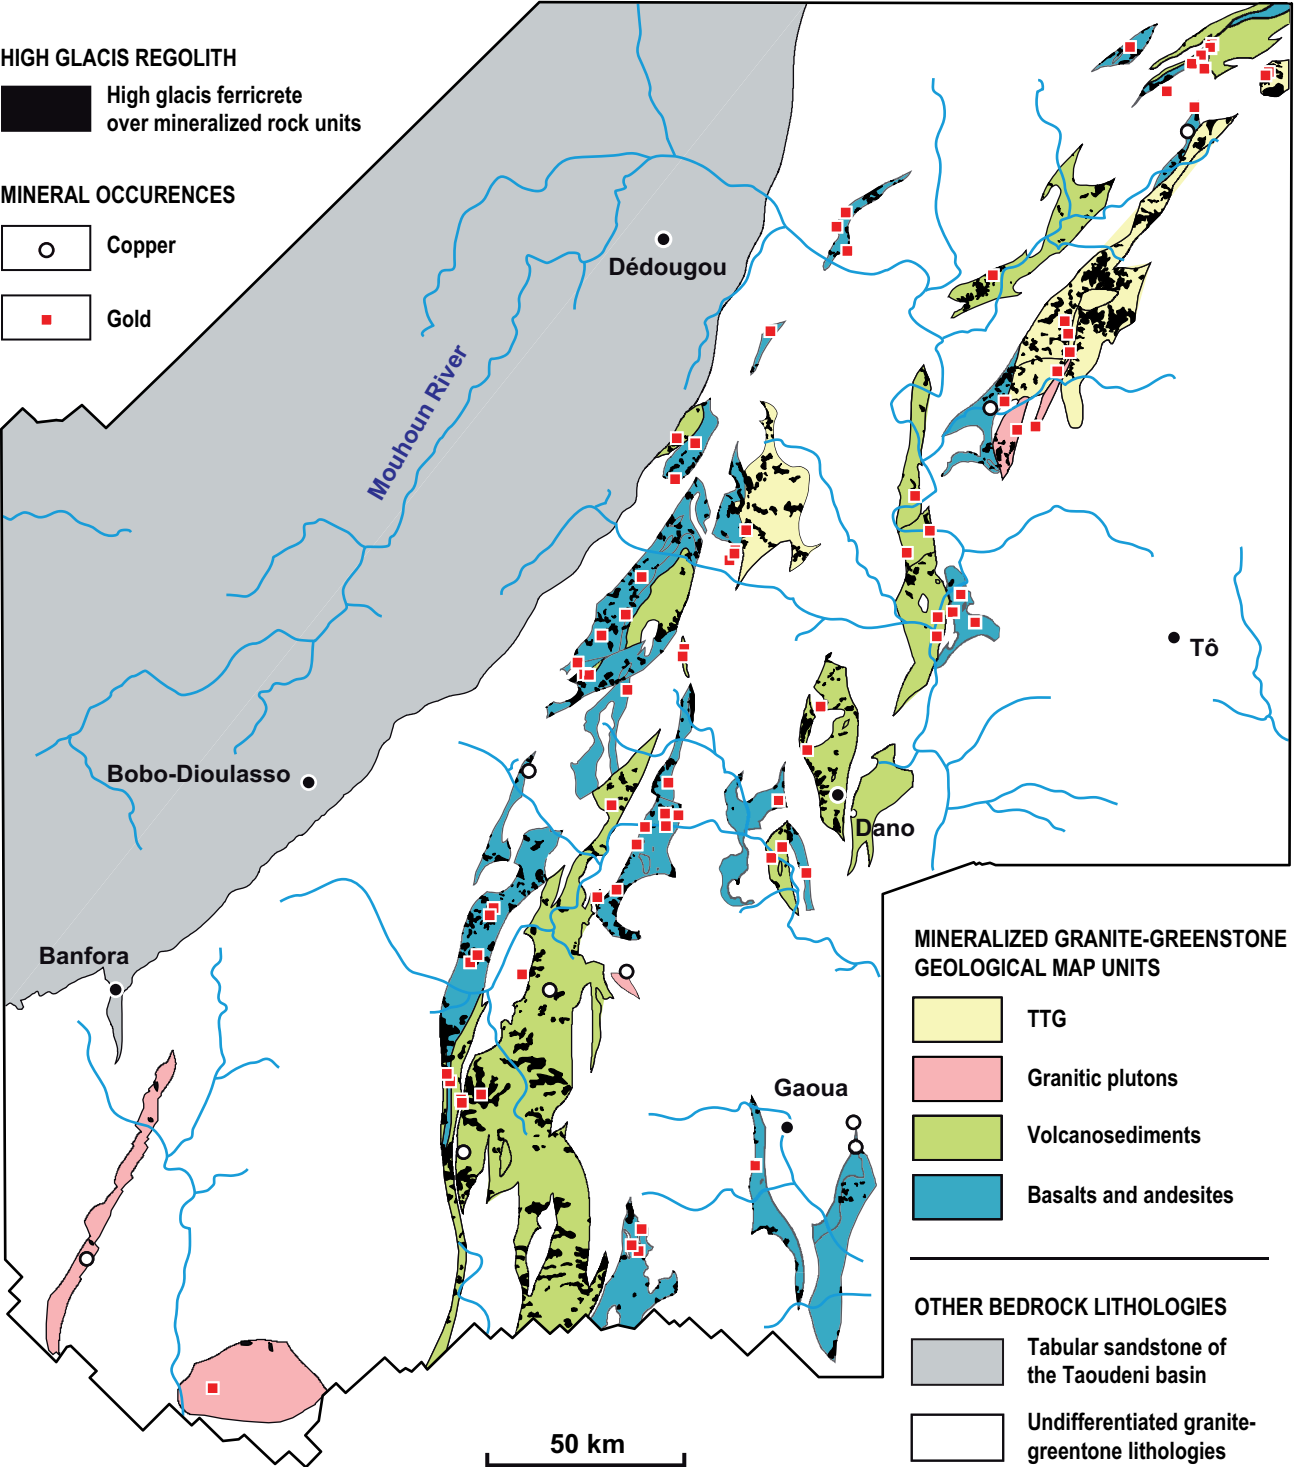 HIGH GLACIS REGOLITH
High glacis ferricrete
over mineralized rock units
MINERAL OCCURENCES
Copper
Gold
Dédougou
Mouhoun River
Tô
Bobo-Dioulasso
Dano
Banfora
Gaoua
MINERALIZED GRANITE-GREENSTONE
GEOLOGICAL MAP UNITS
TTG
Granitic plutons
Volcanosediments
Basalts and andesites
OTHER BEDROCK LITHOLOGIES
Tabular sandstone of
the Taoudeni basin
Undifferentiated granite-
greentone lithologies
50 km